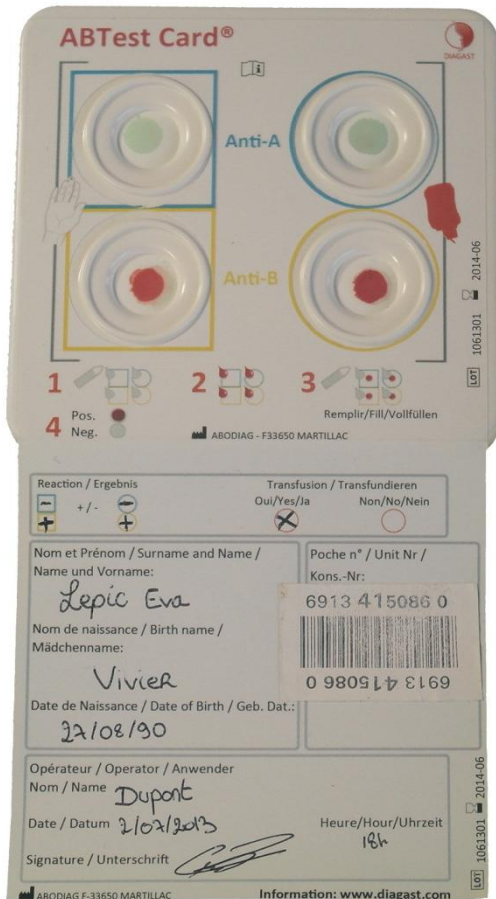 ABTest Card®
DIAGAST
Anti-A
Anti-B
1 2 3
Remplir/Fill/Vollfüllen
4 Pos.
Neg.
ABODIAG - F33650 MARTILLAC
LOT 1061301 2014-06
Reaction / Ergebnis
- + / - -
+ +
Transfusion / Transfundieren
Oui/Yes/Ja Non/No/Nein
X
Nom et Prénom / Surname and Name /
Name und Vorname:
Lepic Eva
Nom de naissance / Birth name /
Mädchenname:
Vivier
Date de Naissance / Date of Birth / Geb. Dat.:
27/08/90
Poche n° / Unit Nr /
Kons.-Nr:
6913 415086 0
6913 415086 0
Opérateur / Operator / Anwender
Nom / Name Dupont
Date / Datum 2/07/2013
Heure/Hour/Uhrzeit
18h
Signature / Unterschrift
LOT 1061301 2014-06
ABODIAG F-33650 MARTILLAC
Information: www.diagast.com